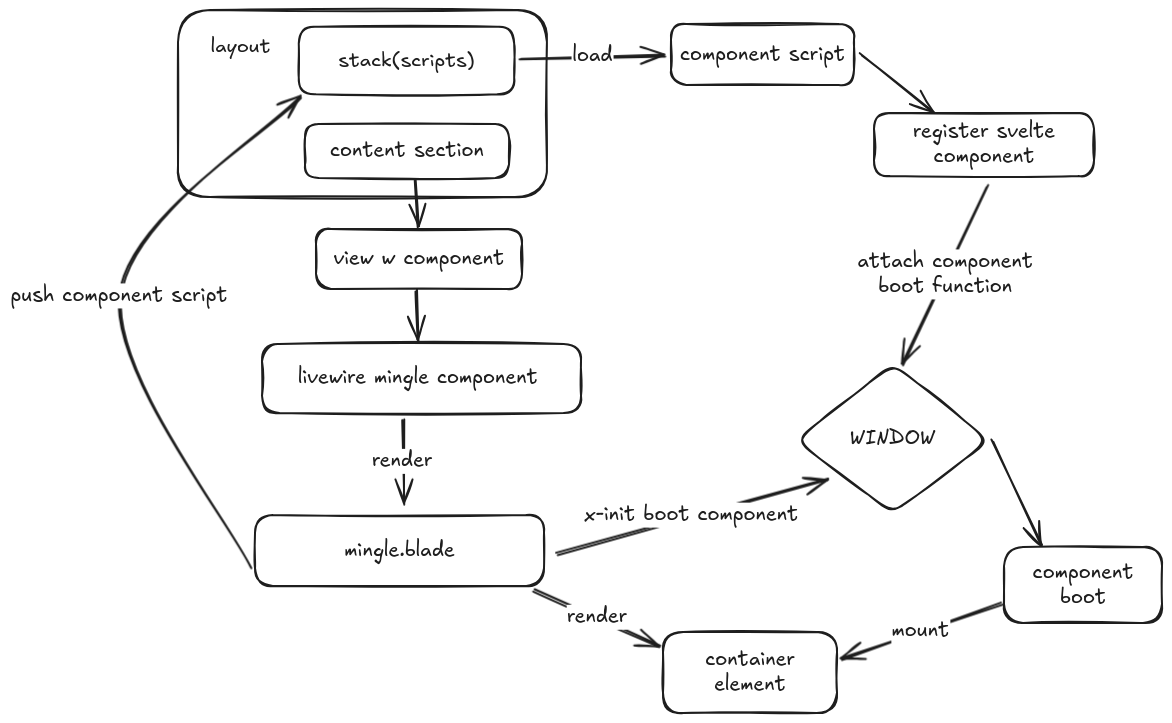 layout
stack(scripts)
load
component script
content section
register svelte
component
view w component
attach component
boot function
push component script
livewire mingle component
WINDOW
render
x-init boot component
mingle.blade
component
boot
render
mount
container
element